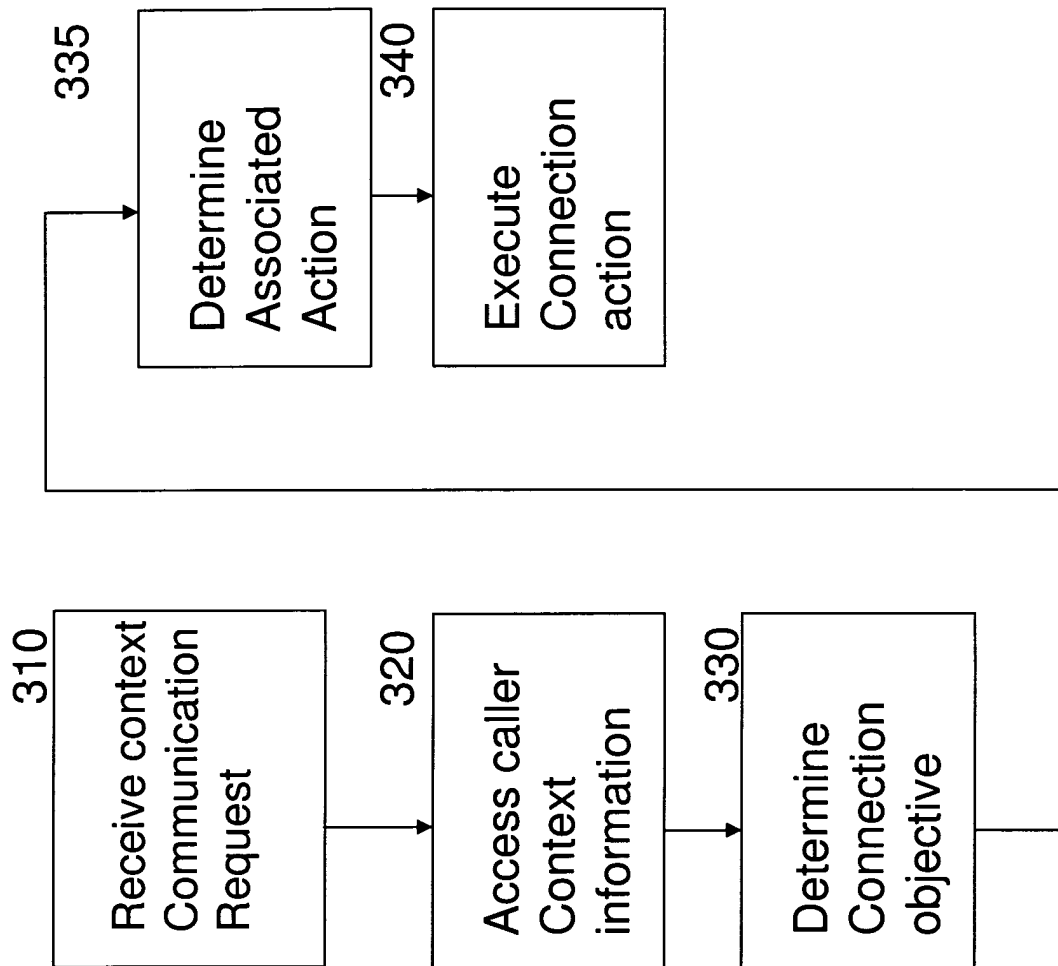 310
Receive context
Communication
Request
320
Access caller
Context
information
330
Determine
Connection
objective
335
Determine
Associated
Action
340
Execute
Connection
action